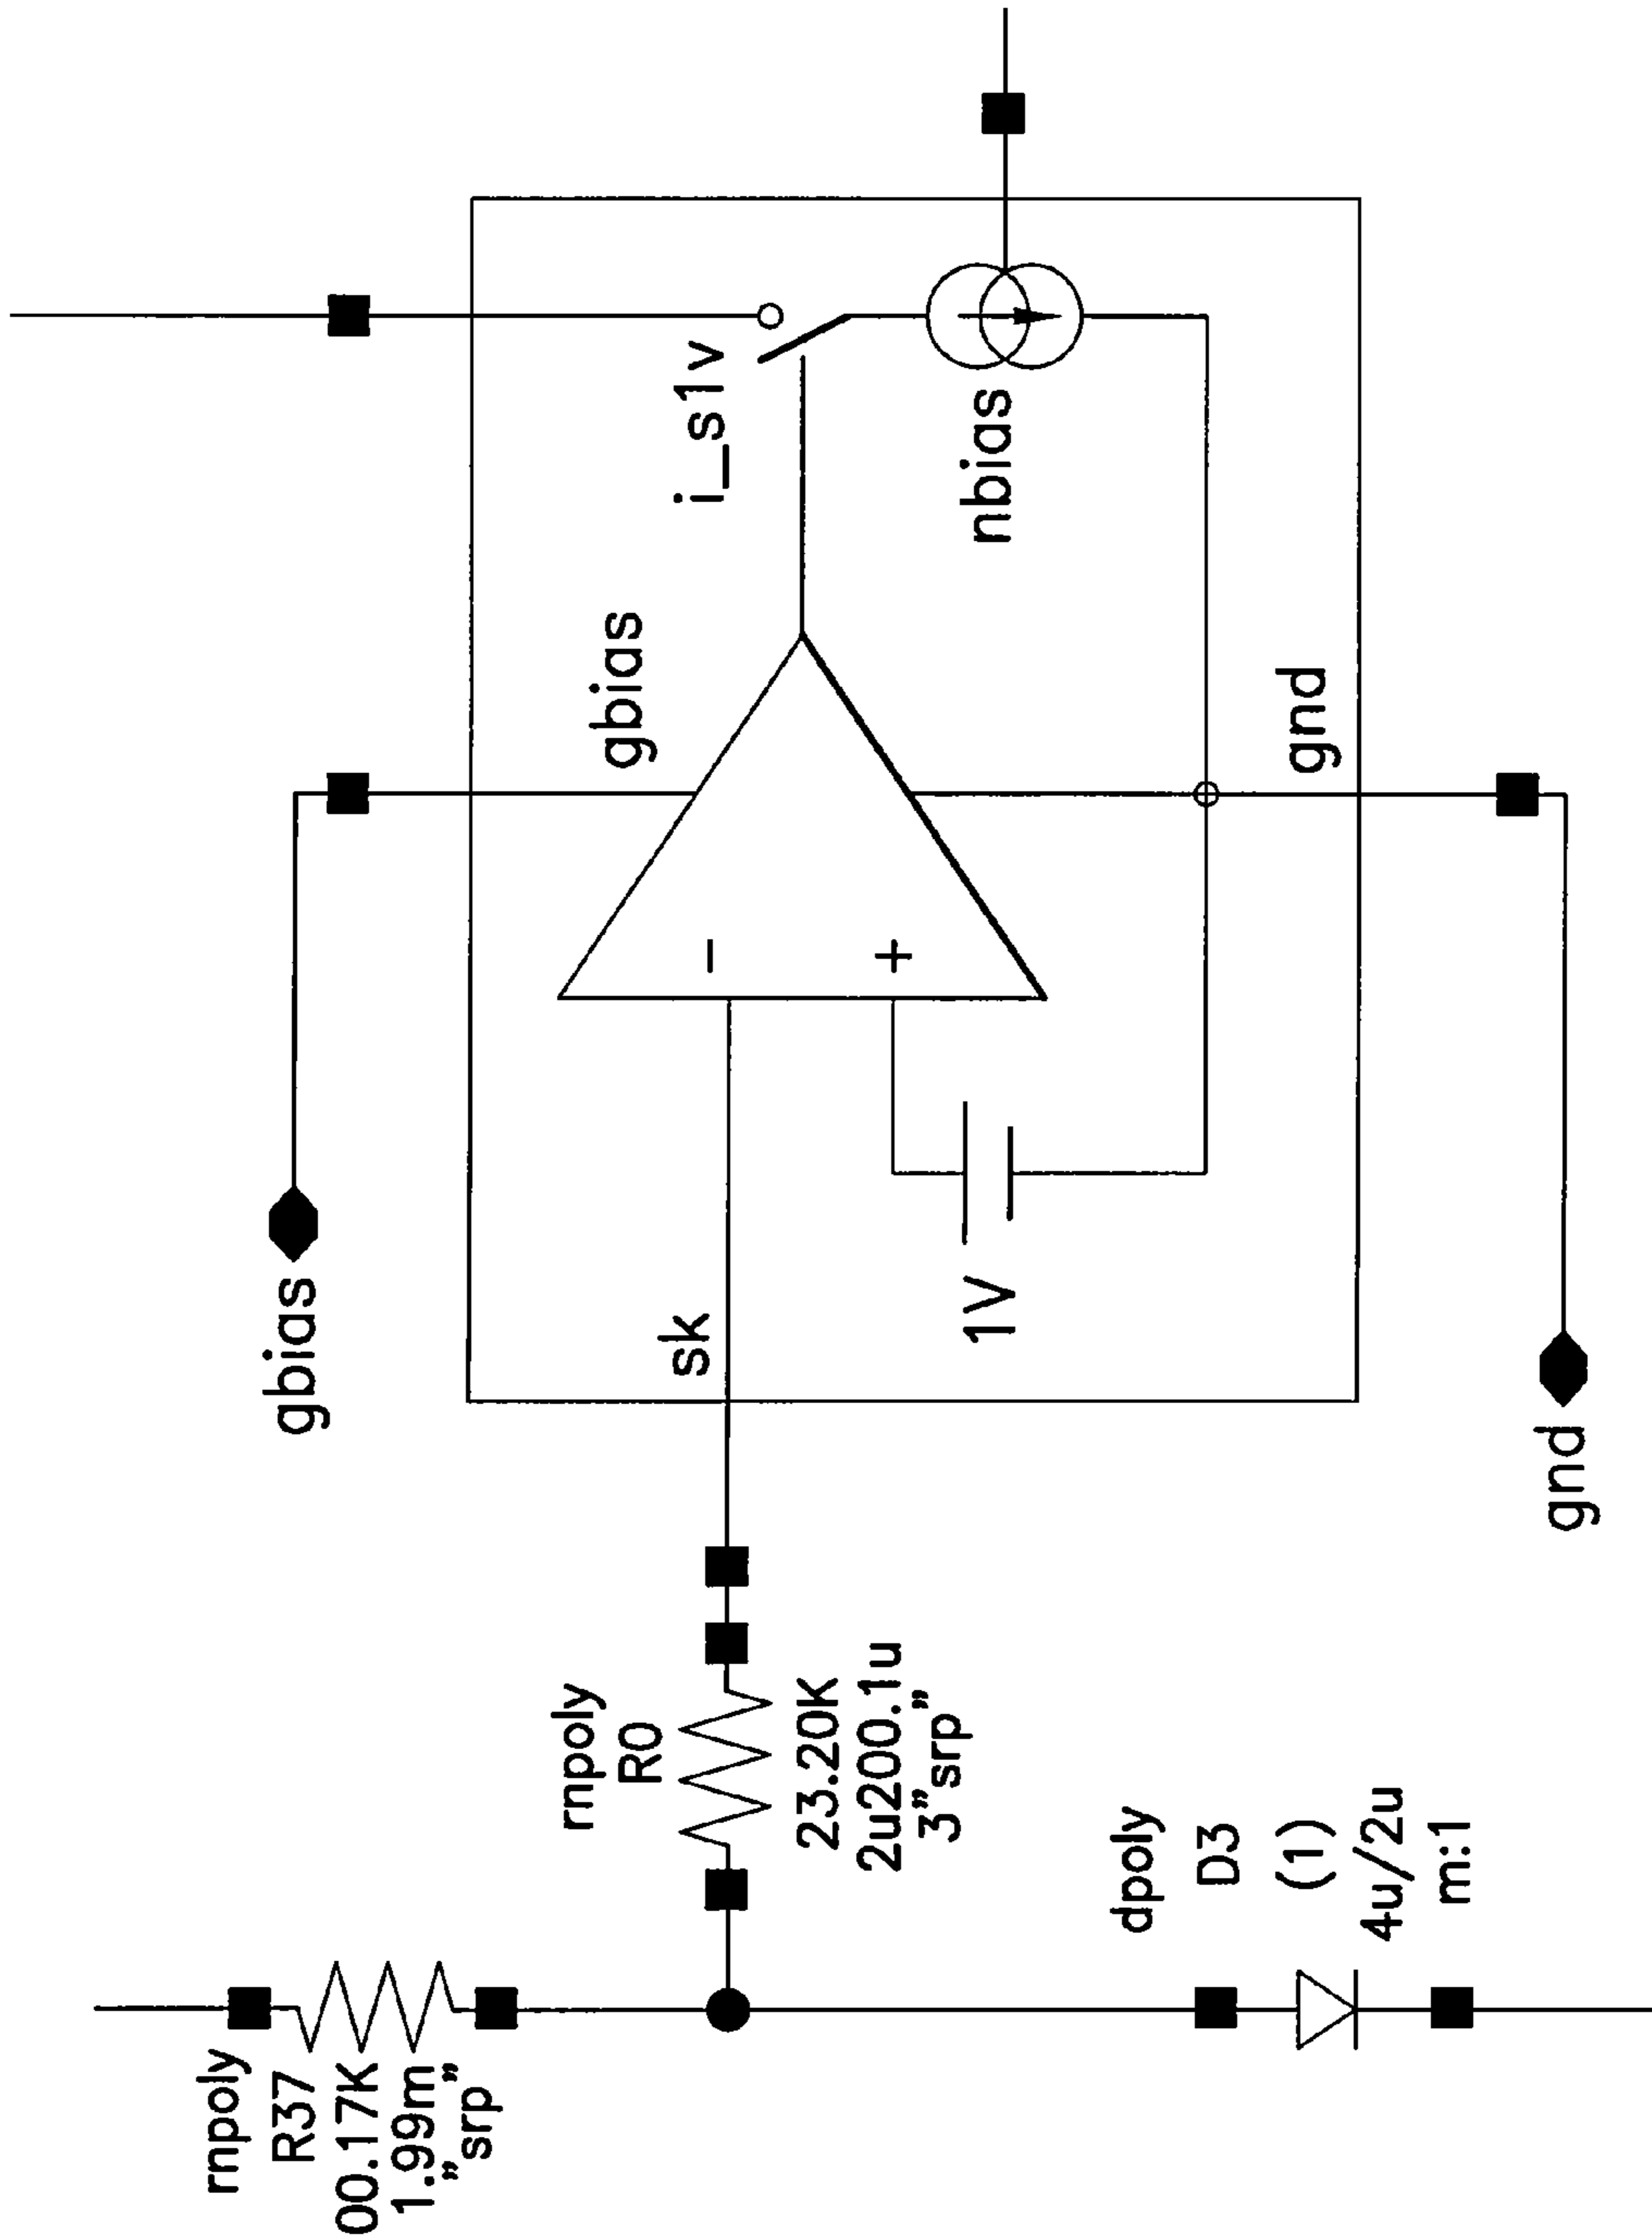 i_s1v
nbias
gbias
gnd
gbias
sk
1V
−
+
gnd
rnpoly
R0
23.20K
2u200.1u
3"srp"
dpoly
D3
(1)
4u/2u
m:1
rnpoly
R37
00.17K
1.99m
"srp"